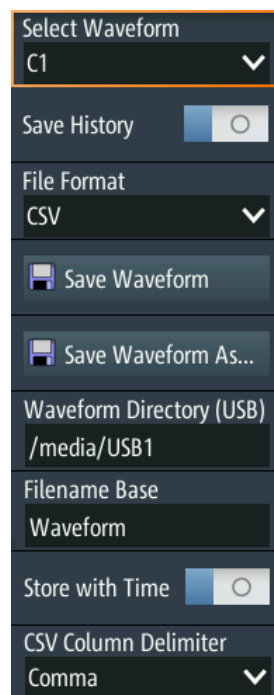 Select Waveform
C1
Save History
File Format
CSV
Save Waveform
Save Waveform As...
Waveform Directory (USB)
/media/USB1
Filename Base
Waveform
Store with Time
CSV Column Delimiter
Comma